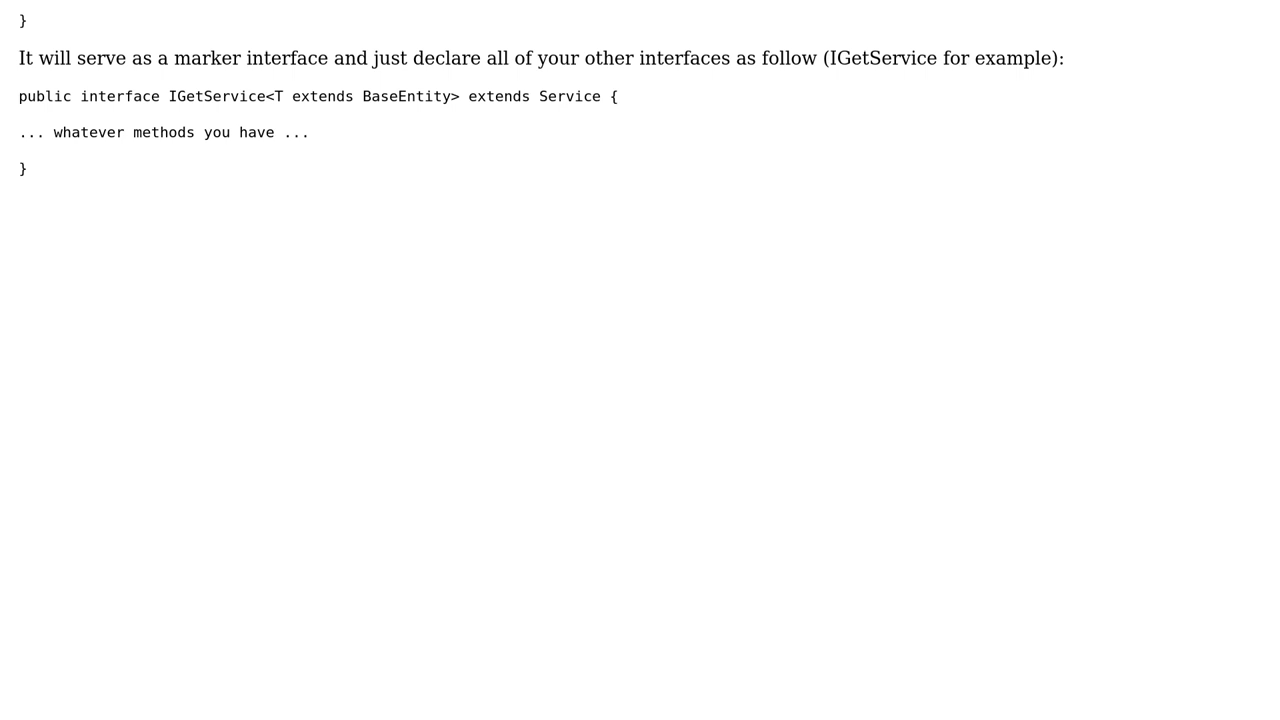 }
It will serve as a marker interface and just declare all of your other interfaces as follow (IGetService for example):
public interface IGetService<T extends BaseEntity> extends Service {
... whatever methods you have ...
}